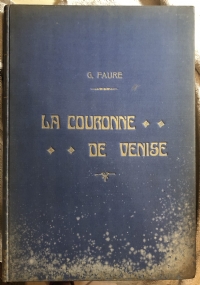 G. FAURE
LA COURONNE
DE VENISE